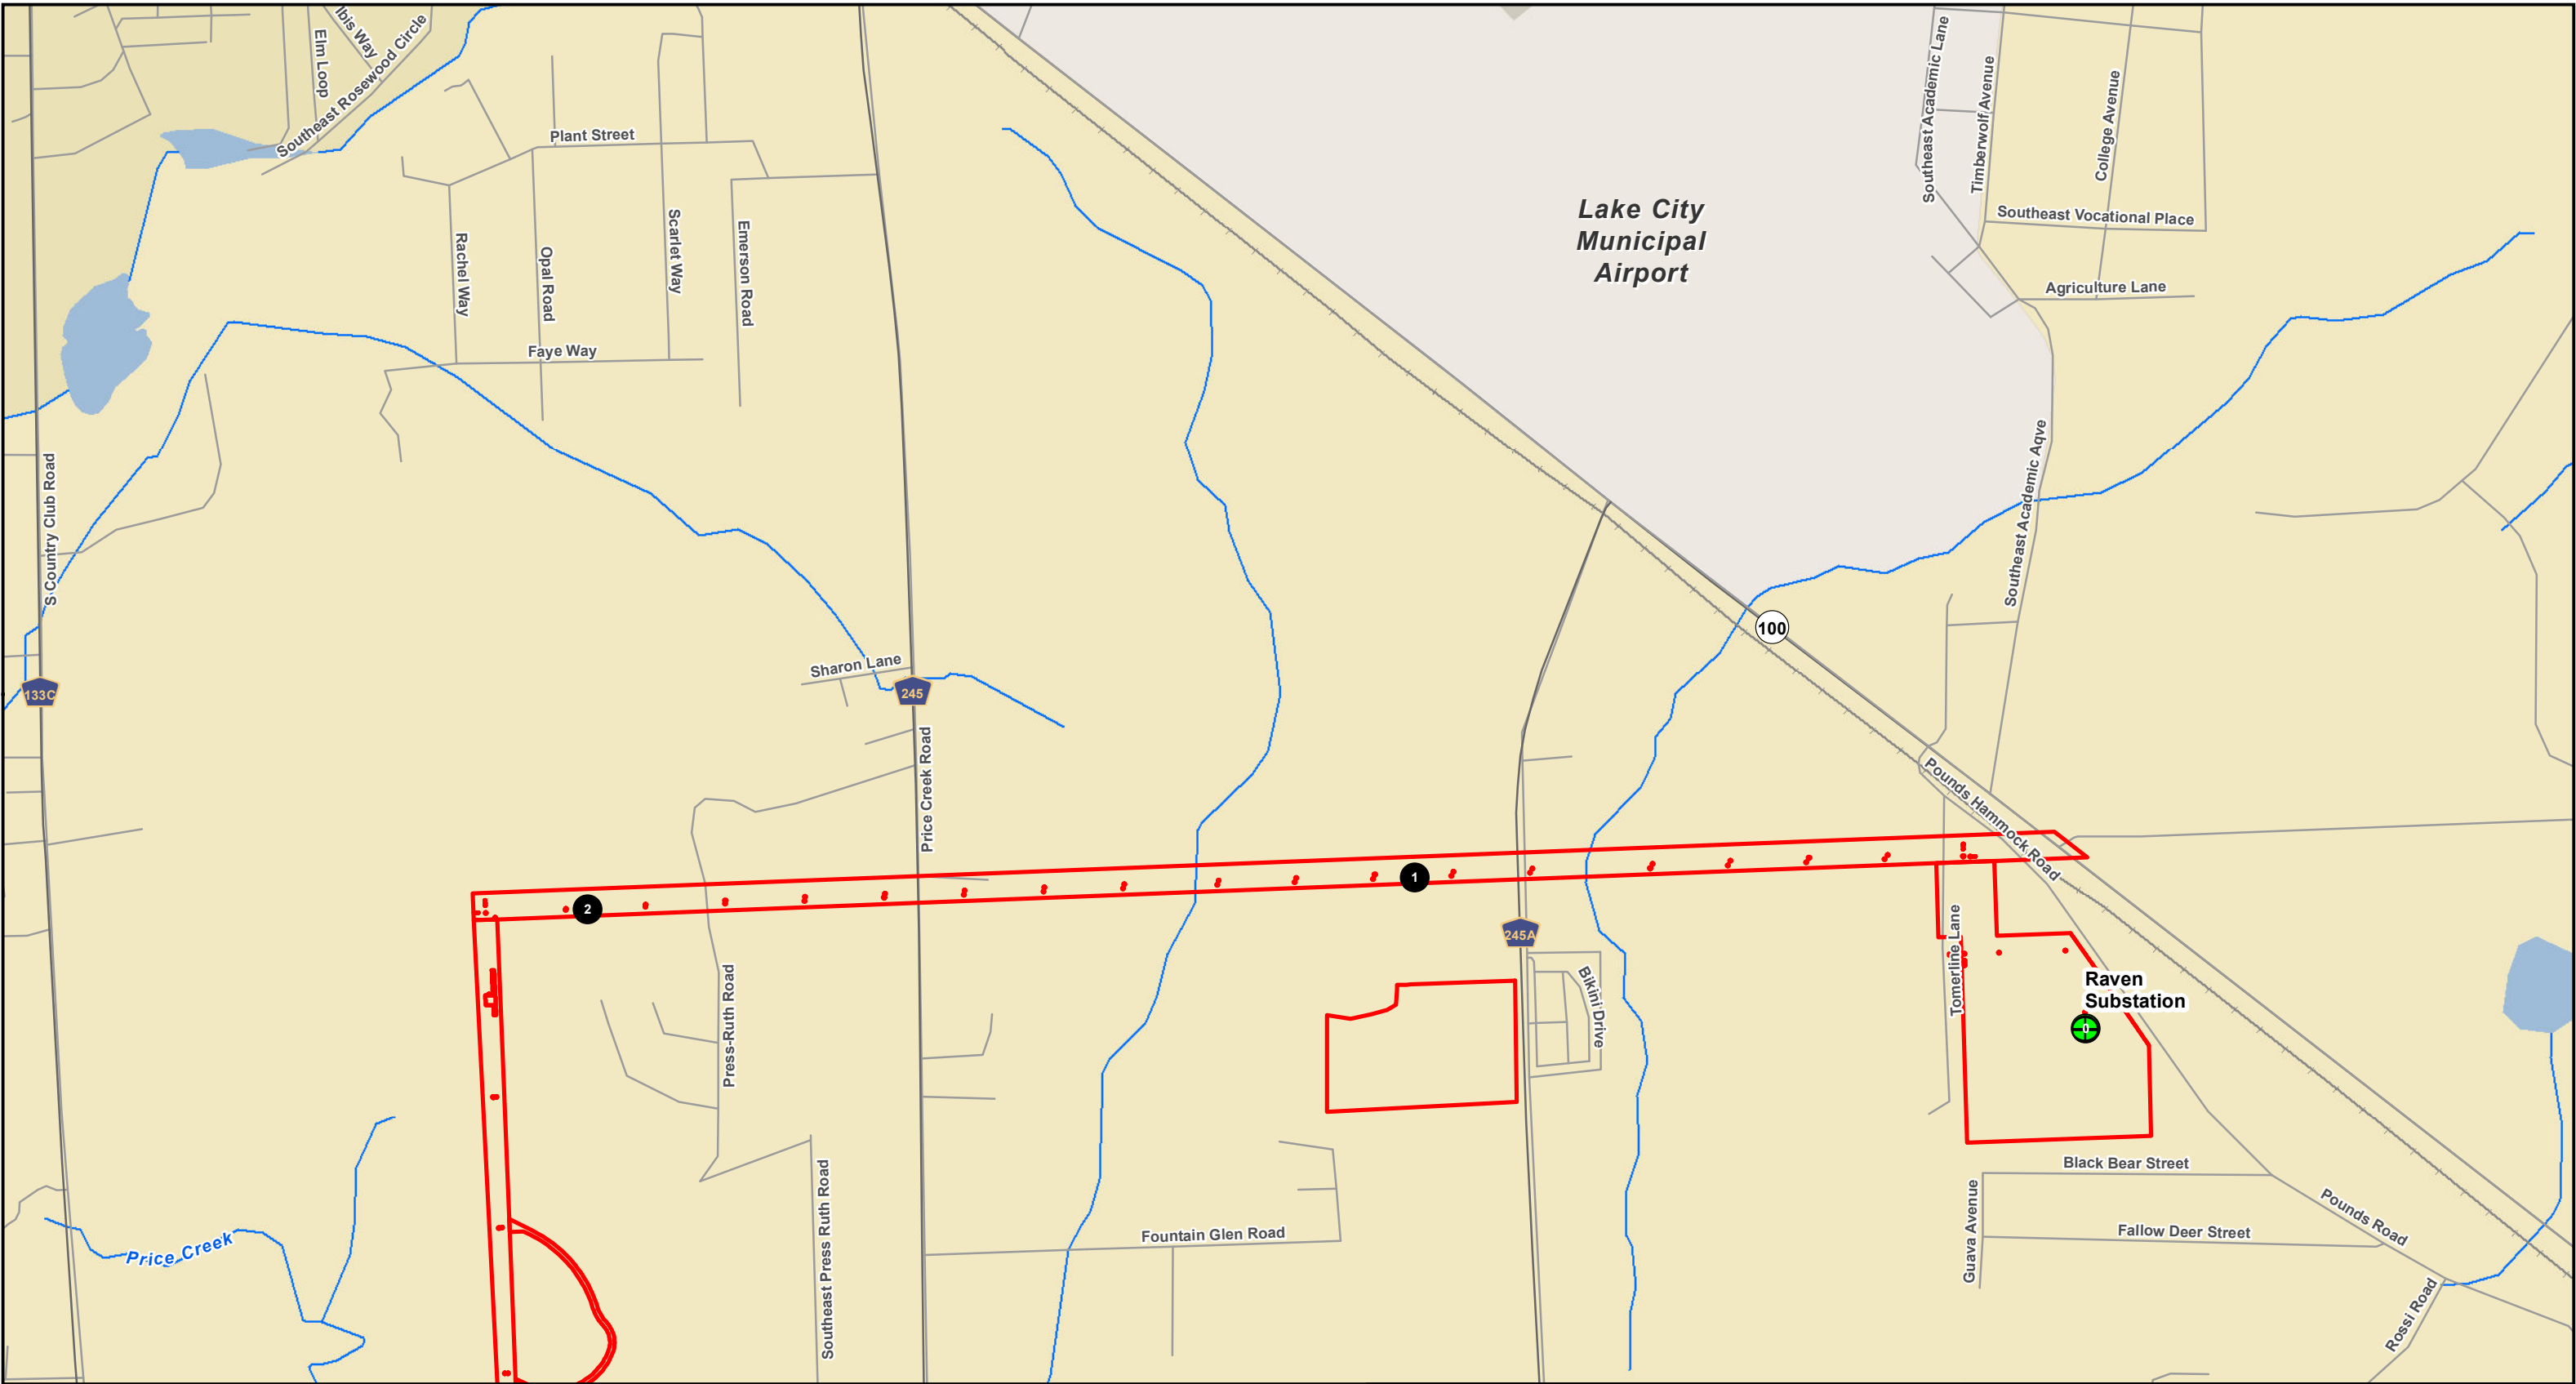 Elm Loop
Ibis Way
Southeast Rosewood Circle
Plant Street
Rachel Way
Opal Road
Scarlet Way
Emerson Road
Faye Way
Lake City
Municipal
Airport
Southeast Academic Lane
Timberwolf Avenue
College Avenue
Southeast Vocational Place
Agriculture Lane
S Country Club Road
Southeast Academic Aqve
100
Sharon Lane
133C
245
Price Creek Road
Pounds Hammock Road
1
2
245A
Tomerline Lane
Bikini Drive
Press-Ruth Road
Raven
Substation
0
Black Bear Street
Southeast Press Ruth Road
Guava Avenue
Pounds Road
Fountain Glen Road
Fallow Deer Street
Price Creek
Rossi Road